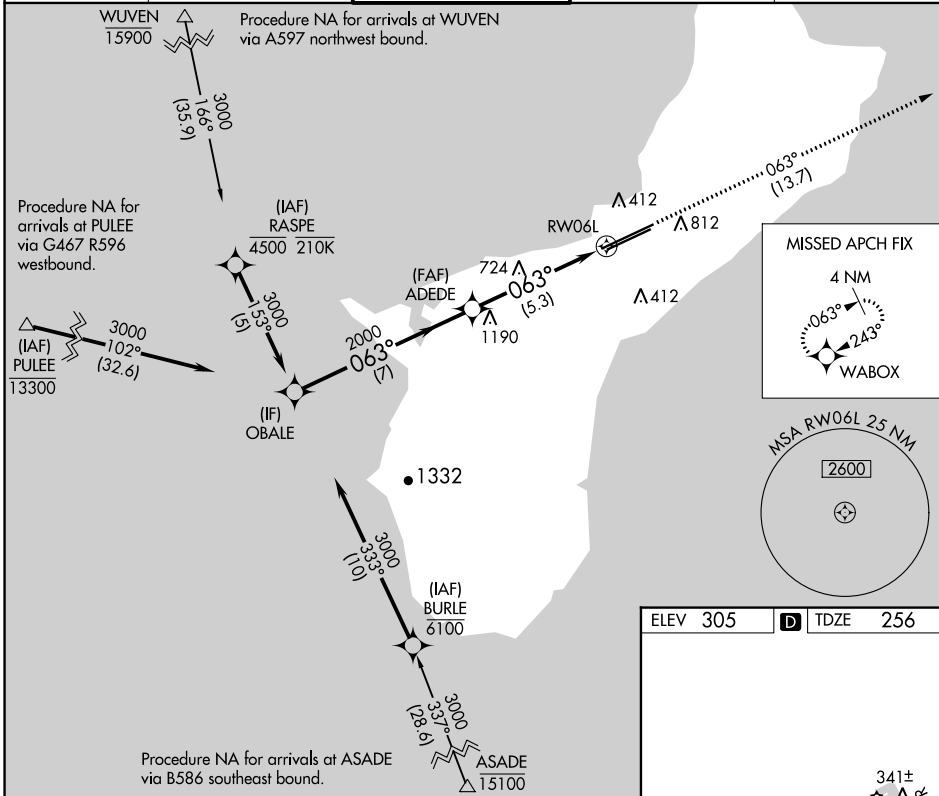 WUVEN
15900
Procedure NA for arrivals at WUVEN
via A597 northwest bound.
3000
166°
(35.9)
063°
(13.7)
Procedure NA for
arrivals at PULEE
via G467 R596
westbound.
(IAF)
RASPE
4500 210K
412
RW06L
812
MISSED APCH FIX
4 NM
063°
243°
WABOX
(FAF)
ADEDE
724
063°
(5.3)
412
1190
3000
153°
(5)
3000
102°
(32.6)
(IAF)
PULEE
13300
2000
063°
(7)
(IF)
OBALE
MSA RW06L 25 NM
2600
1332
3000
333°
(10)
(IAF)
BURLE
6100
ELEV 305 D TDZE 256
3000
337°
(28.6)
Procedure NA for arrivals at ASADE
via B586 southeast bound.
ASADE
15100
341±